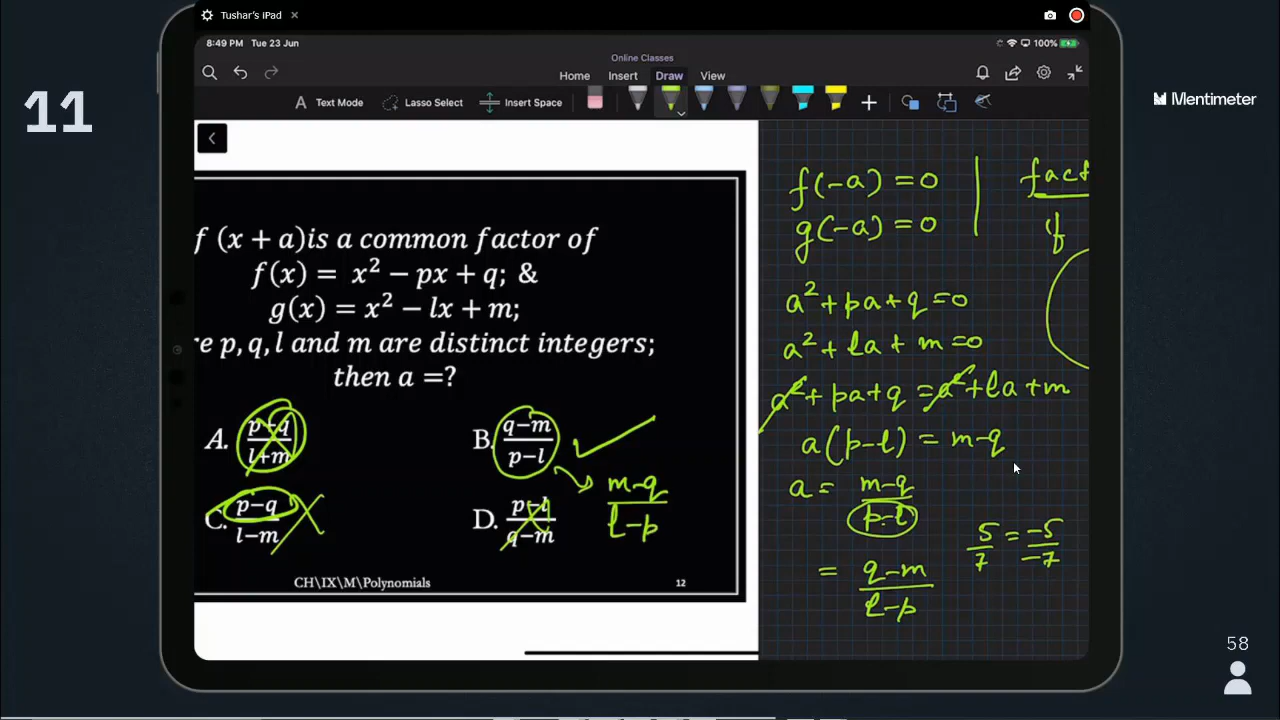 Tushar's iPad ×
11
8:49 PM Tue 23 Jun
100%
Online Classes
Home Insert Draw View
Text Mode Lasso Select Insert Space
Mentimeter
f (x + a)is a common factor of
f(x) = x² − px + q; &
g(x) = x² − lx + m;
re p, q, l and m are distinct integers;
then a =?
A. p−q / l+m
B. q−m / p−l
C. p−q / l−m
D. p−l / q−m
m-q / l-p
CH\IX\M\Polynomials 12
f(-a) = 0
g(-a) = 0
fact
q
a² + pa + q = 0
a² + la + m = 0
a² + pa + q = a² + la + m
a(p-l) = m-q
a = m-q / p-l
5/7 = -5/-7
= q-m / l-p
58